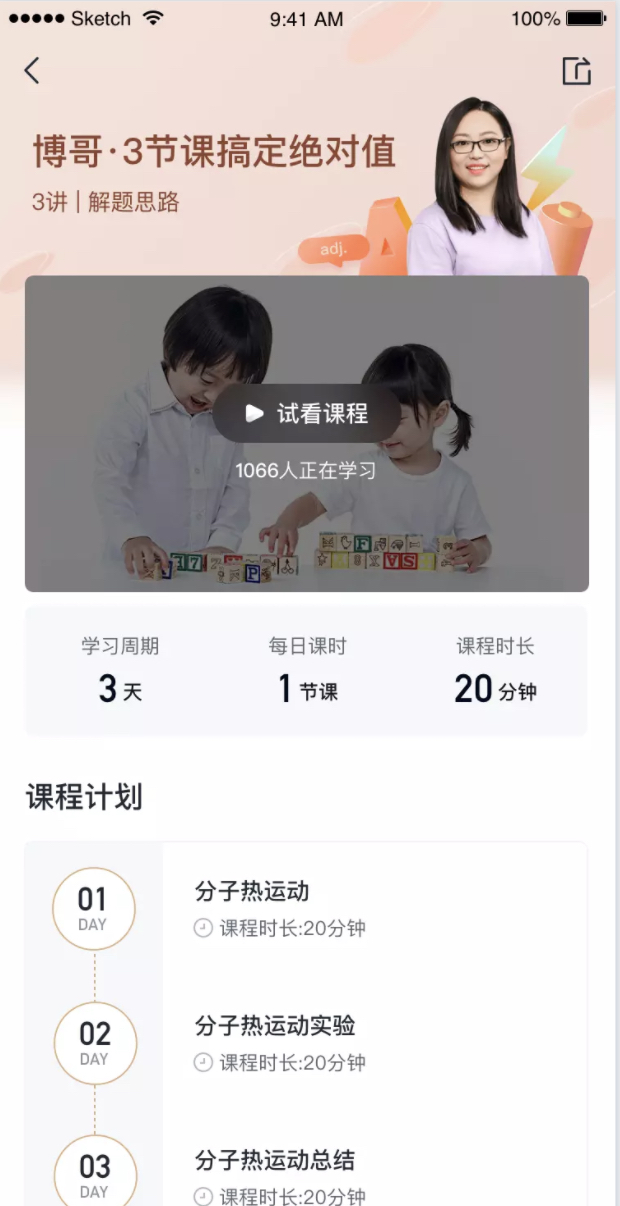 Sketch 9:41 AM 100%
博哥·3节课搞定绝对值
3讲 | 解题思路
adj.
试看课程
1066人正在学习
学习周期 每日课时 课程时长
3 天 1 节课 20 分钟
课程计划
01 DAY
分子热运动
课程时长:20分钟
02 DAY
分子热运动实验
课程时长:20分钟
03 DAY
分子热运动总结
课程时长:20分钟